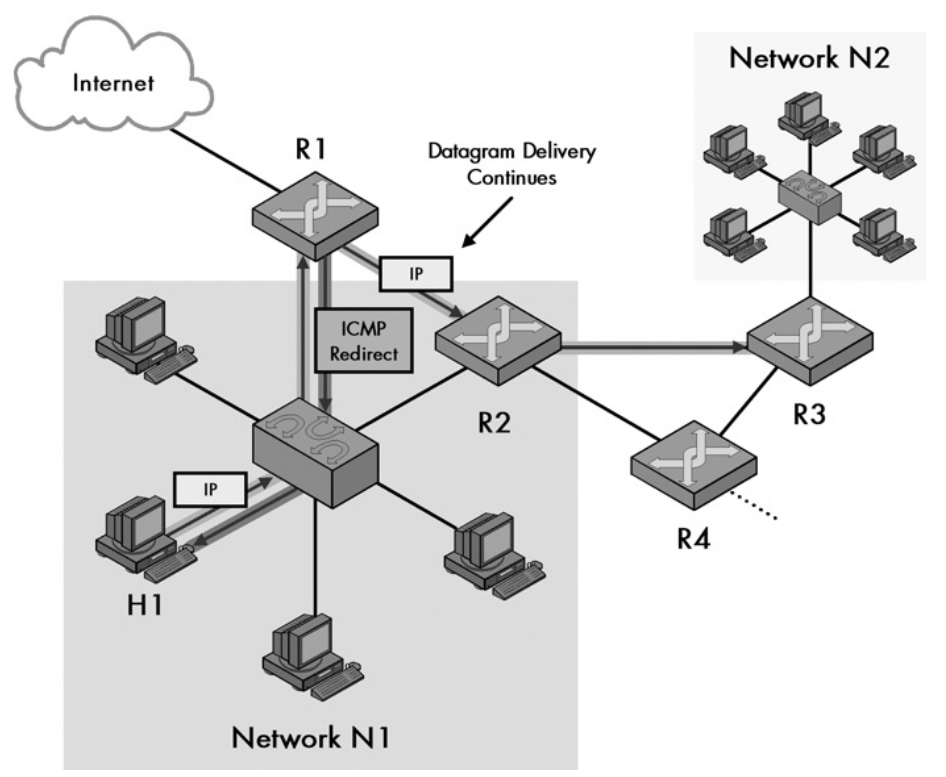 Internet
Network N2
R1
Datagram Delivery
Continues
IP
ICMP
Redirect
R2
R3
IP
R4
H1
Network N1